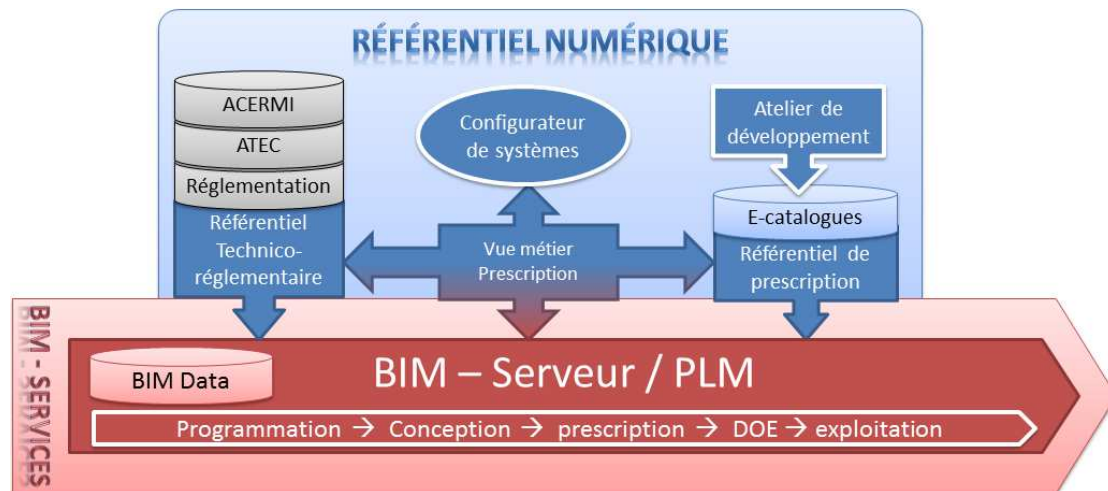 RÉFÉRENTIEL NUMÉRIQUE
ACERMI
ATEC
Réglementation
Référentiel
Technico-
réglementaire
Configurateur
de systèmes
Vue métier
Prescription
Atelier de
développement
E-catalogues
Référentiel de
prescription
BIM - SERVICES
BIM Data
BIM – Serveur / PLM
Programmation → Conception → prescription → DOE → exploitation